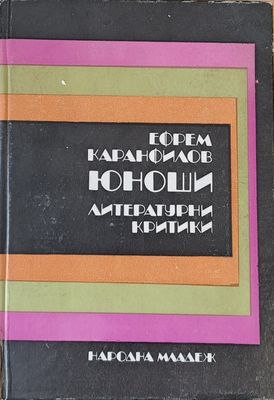 ЕФРЕМ
КАРАНФИЛОВ
ЮНОШИ
ЛИТЕРАТУРНИ
КРИТИКИ
НАРОДНА МЛАДЕЖ